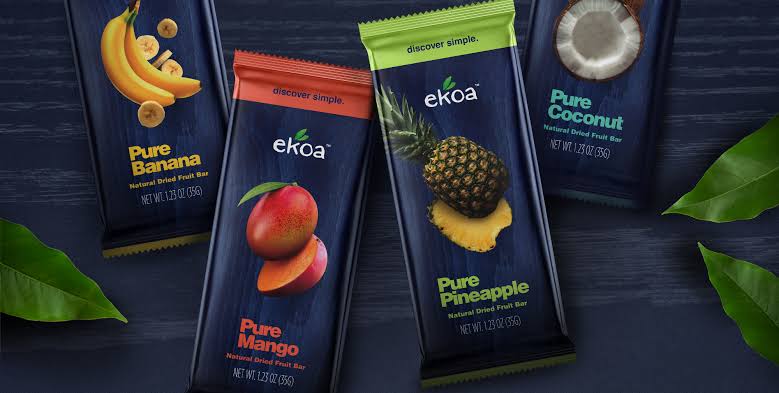 Pure
Banana
Natural Dried Fruit Bar
NET WT. 1.23 OZ (35G)
discover simple.
ekoa™
Pure
Mango
Natural Dried Fruit Bar
NET WT. 1.23 OZ (35G)
discover simple.
ekoa™
Pure
Pineapple
Natural Dried Fruit Bar
NET WT. 1.23 OZ (35G)
Pure
Coconut
Natural Dried Fruit Bar
NET WT. 1.23 OZ (35G)